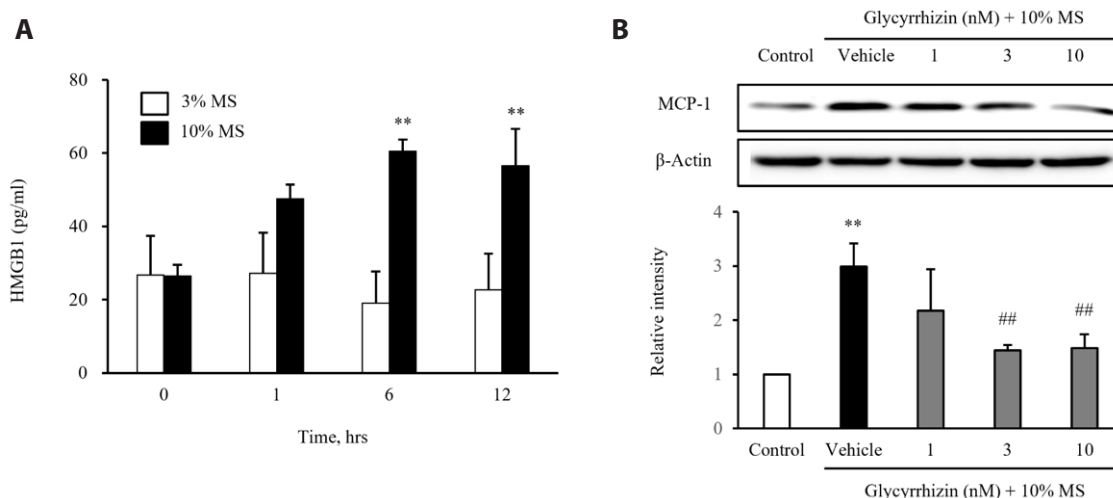 A
80
60
40
20
0
HMGB1 (pg/ml)
3% MS
10% MS
**
**
0 1 6 12
Time, hrs
B
Glycyrrhizin (nM) + 10% MS
Control Vehicle 1 3 10
MCP-1
β-Actin
4
3
2
1
0
Relative intensity
**
##
##
Control Vehicle 1 3 10
Glycyrrhizin (nM) + 10% MS